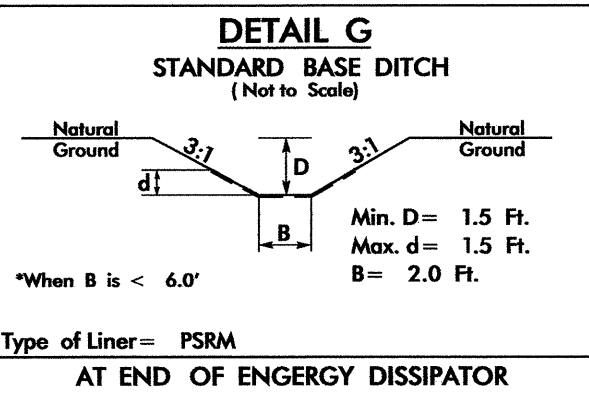 DETAIL G
STANDARD BASE DITCH
( Not to Scale)
Natural
Ground
3:1
D
3:1
Natural
Ground
d
B
Min. D= 1.5 Ft.
Max. d= 1.5 Ft.
B= 2.0 Ft.
*When B is < 6.0'
Type of Liner= PSRM
AT END OF ENGERGY DISSIPATOR